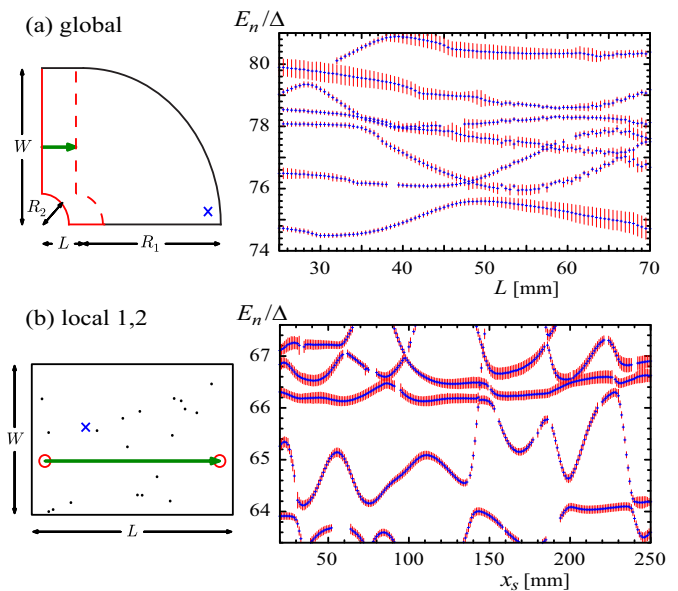 (a) global
E_n/Δ
W
R_2
L
R_1
80
78
76
74
30
40
50
60
70
L [mm]
(b) local 1,2
E_n/Δ
W
L
67
66
65
64
50
100
150
200
250
x_s [mm]